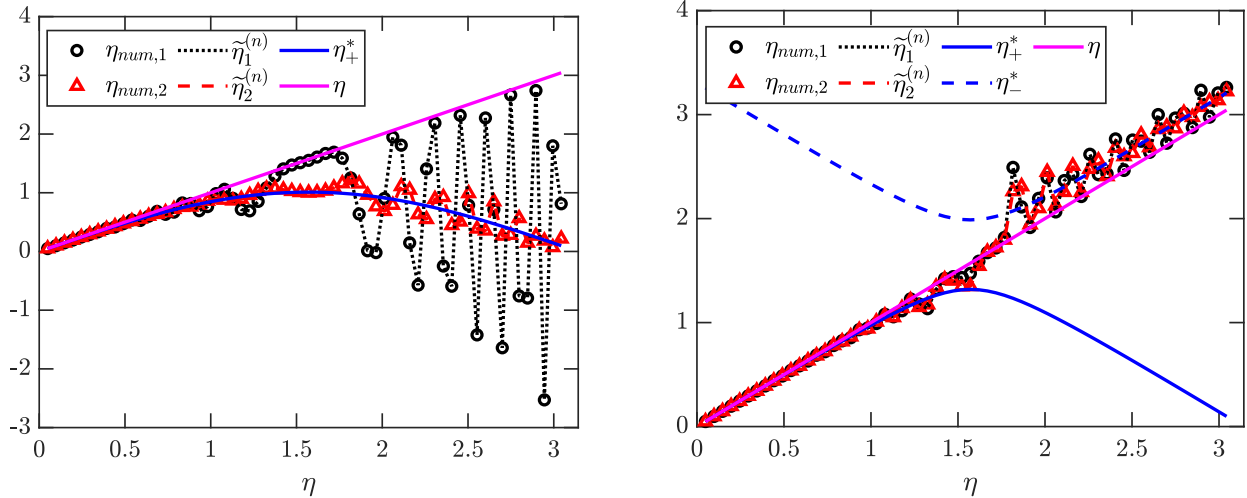 4
3
2
1
0
-1
-2
-3
η_{num,1} η̃_1^{(n)} η_+^* 
η_{num,2} η̃_2^{(n)} η
0 0.5 1 1.5 2 2.5 3
η
4
3
2
1
0
η_{num,1} η̃_1^{(n)} η_+^* η
η_{num,2} η̃_2^{(n)} η_-^*
0 0.5 1 1.5 2 2.5 3
η